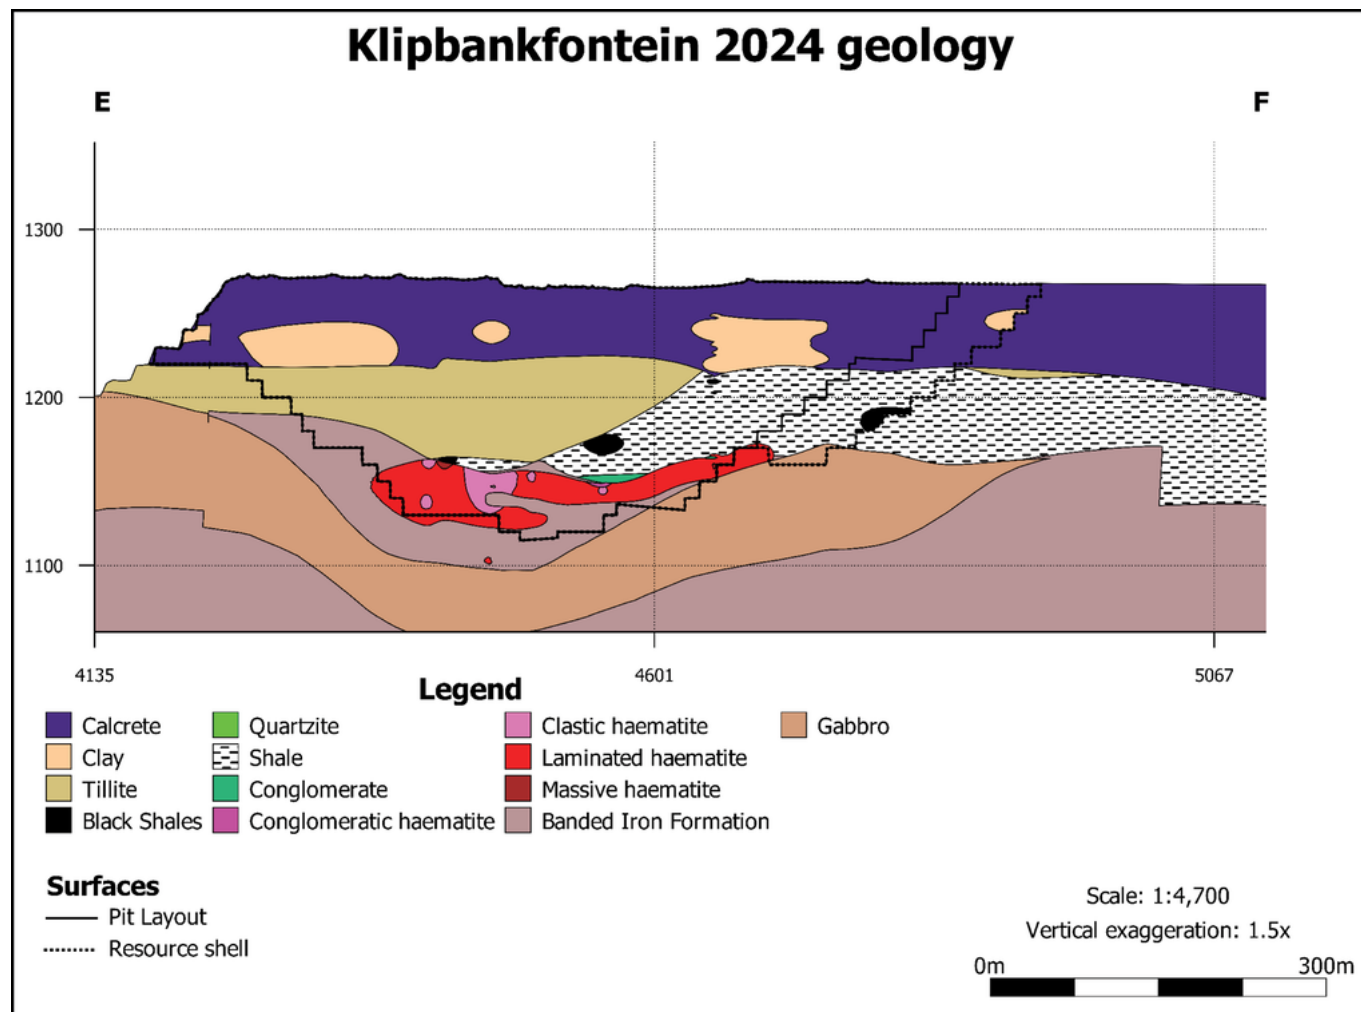 Klipbankfontein 2024 geology
E F
1300
1200
1100
4135 4601 5067
Legend
Calcrete Quartzite Clastic haematite Gabbro
Clay Shale Laminated haematite
Tillite Conglomerate Massive haematite
Black Shales Conglomeratic haematite Banded Iron Formation
Surfaces
Pit Layout
Resource shell
Scale: 1:4,700
Vertical exaggeration: 1.5x
0m 300m